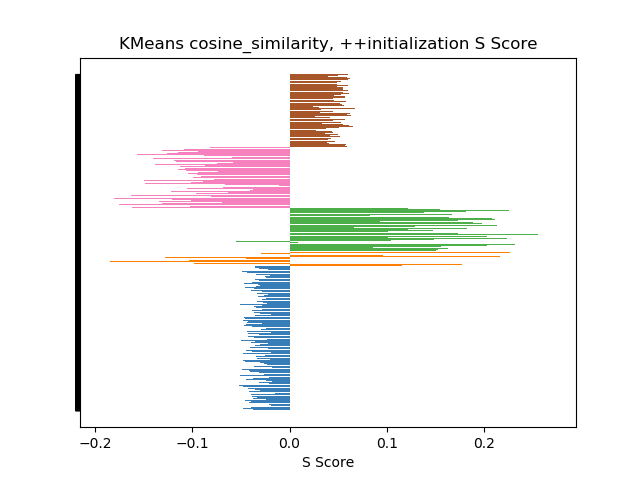 KMeans cosine_similarity, ++initialization S Score
−0.2 −0.1 0.0 0.1 0.2
S Score